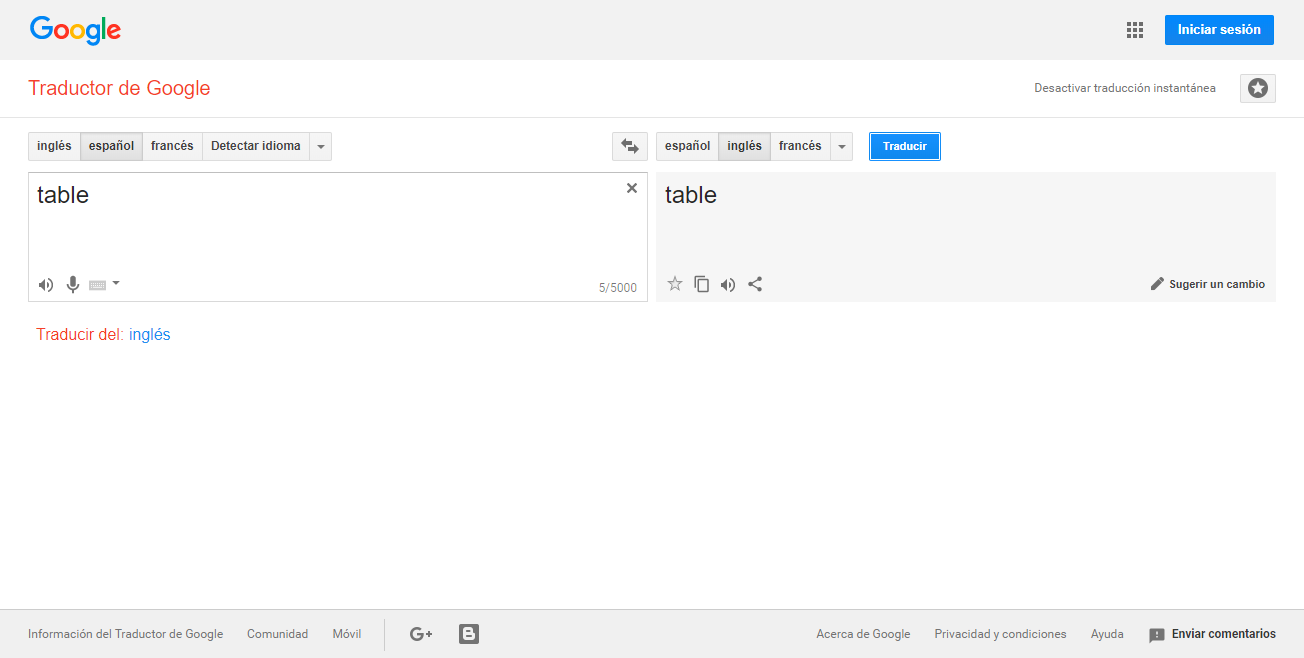 Google
Iniciar sesión
Traductor de Google
Desactivar traducción instantánea
inglés español francés Detectar idioma
español inglés francés Traducir
table
table
5/5000
Sugerir un cambio
Traducir del: inglés
Información del Traductor de Google Comunidad Móvil G+ B
Acerca de Google Privacidad y condiciones Ayuda Enviar comentarios